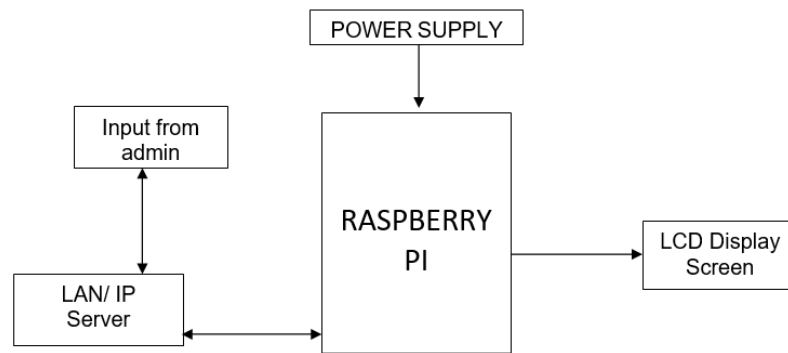 POWER SUPPLY
Input from
admin
RASPBERRY
PI
LCD Display
Screen
LAN/ IP
Server